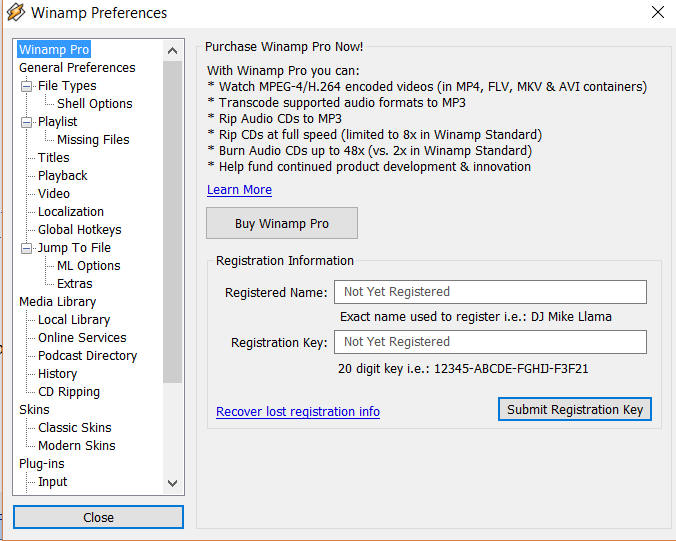 Winamp Preferences
Winamp Pro
General Preferences
File Types
Shell Options
Playlist
Missing Files
Titles
Playback
Video
Localization
Global Hotkeys
Jump To File
ML Options
Extras
Media Library
Local Library
Online Services
Podcast Directory
History
CD Ripping
Skins
Classic Skins
Modern Skins
Plug-ins
Input
Close
Purchase Winamp Pro Now!
With Winamp Pro you can:
* Watch MPEG-4/H.264 encoded videos (in MP4, FLV, MKV & AVI containers)
* Transcode supported audio formats to MP3
* Rip Audio CDs to MP3
* Rip CDs at full speed (limited to 8x in Winamp Standard)
* Burn Audio CDs up to 48x (vs. 2x in Winamp Standard)
* Help fund continued product development & innovation
Learn More
Buy Winamp Pro
Registration Information
Registered Name: Not Yet Registered
Exact name used to register i.e.: DJ Mike Llama
Registration Key: Not Yet Registered
20 digit key i.e.: 12345-ABCDE-FGHIJ-F3F21
Recover lost registration info
Submit Registration Key